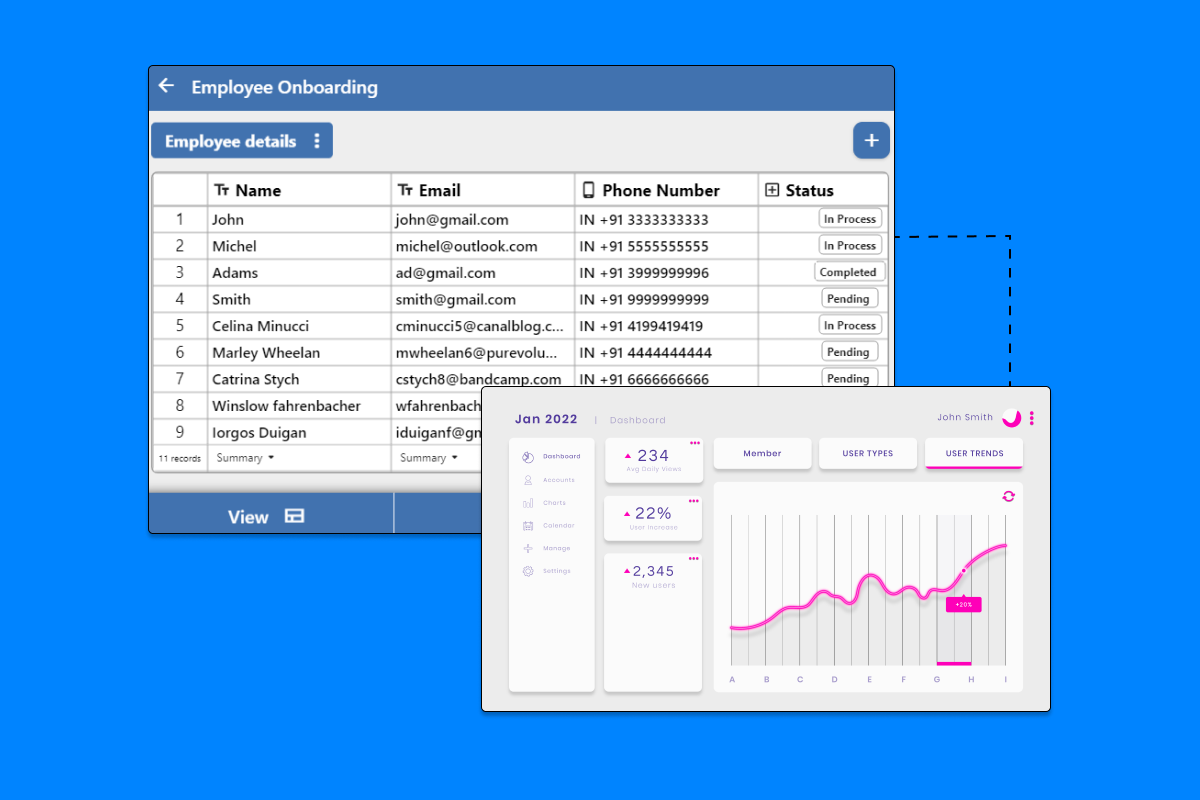 Employee Onboarding
Employee details
+
Name Email Phone Number Status
1 John john@gmail.com IN +91 3333333333 In Process
2 Michel michel@outlook.com IN +91 5555555555 In Process
3 Adams ad@gmail.com IN +91 3999999996 Completed
4 Smith smith@gmail.com IN +91 9999999999 Pending
5 Celina Minucci cminucci5@canalblog.c... IN +91 4199419419 In Process
6 Marley Wheelan mwheelan6@purevolu... IN +91 4444444444 Pending
7 Catrina Stych cstych8@bandcamp.com IN +91 6666666666 Pending
8 Winslow fahrenbacher wfahrenbach
9 Iorgos Duigan iduiganf@gm
11 records Summary Summary
View
Jan 2022 | Dashboard John Smith
Dashboard
Accounts
Charts
Calendar
Manage
Settings
234
Avg Daily Views
22%
User Increase
2,345
New users
Member USER TYPES USER TRENDS
+20%
A B C D E F G H I